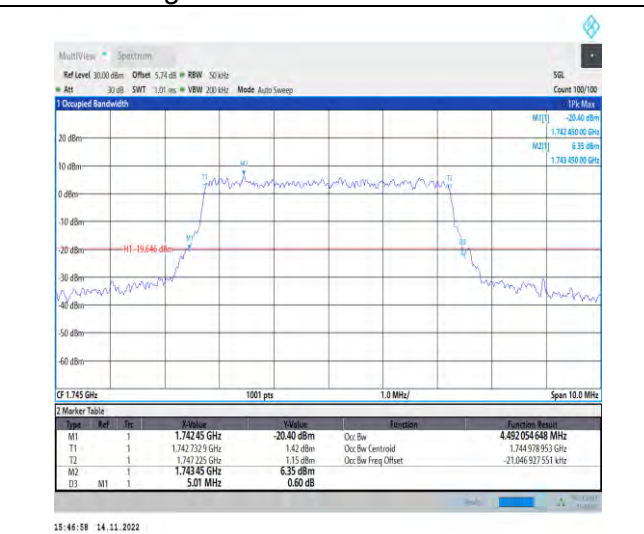 MultiView Spectrum
Ref Level 30.00 dBm Offset 5.74 dB RBW 50 kHz SGL
Att 30 dB SWT 1.01 ms VBW 200 kHz Mode Auto Sweep Count 100/100
1 Occupied Bandwidth 1Pk Max
M1[1] -20.40 dBm
1.742 450 00 GHz
M2[1] 6.35 dBm
1.743 450 00 GHz
20 dBm
10 dBm
M2
T1 T2
0 dBm
-10 dBm
M1
-20 dBm H1 -19.646 dBm
-30 dBm
-40 dBm
-50 dBm
-60 dBm
CF 1.745 GHz 1001 pts 1.0 MHz/ Span 10.0 MHz
2 Marker Table
Type Ref Trc X-Value Y-Value Function Function Result
M1 1 1.742 45 GHz -20.40 dBm Occ Bw 4.492 054 648 MHz
T1 1 1.742 732 9 GHz 1.42 dBm Occ Bw Centroid 1.744 978 953 GHz
T2 1 1.747 225 GHz 1.15 dBm Occ Bw Freq Offset -21.046 927 551 kHz
M2 1 1.743 45 GHz 6.35 dBm
D3 M1 1 5.01 MHz 0.60 dB
15:46:58 14.11.2022